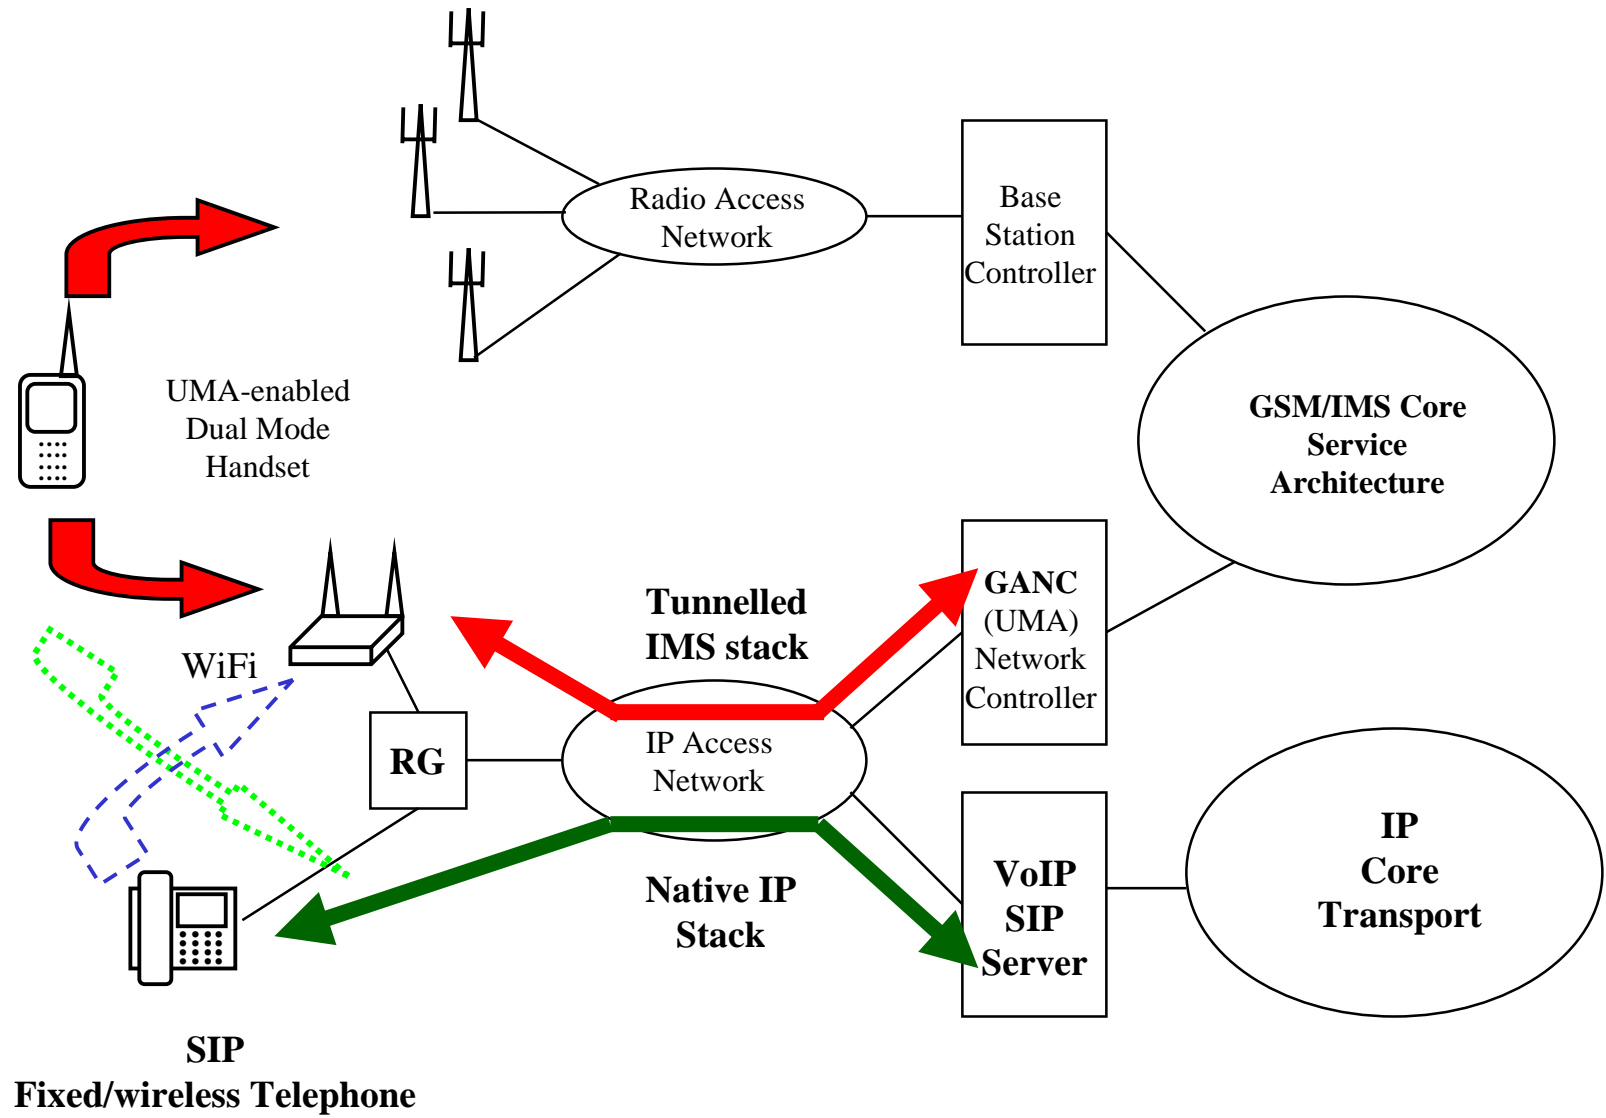 Radio Access
Network
Base
Station
Controller
UMA-enabled
Dual Mode
Handset
GSM/IMS Core
Service
Architecture
WiFi
Tunnelled
IMS stack
GANC
(UMA)
Network
Controller
RG
IP Access
Network
Native IP
Stack
VoIP
SIP
Server
IP
Core
Transport
SIP
Fixed/wireless Telephone